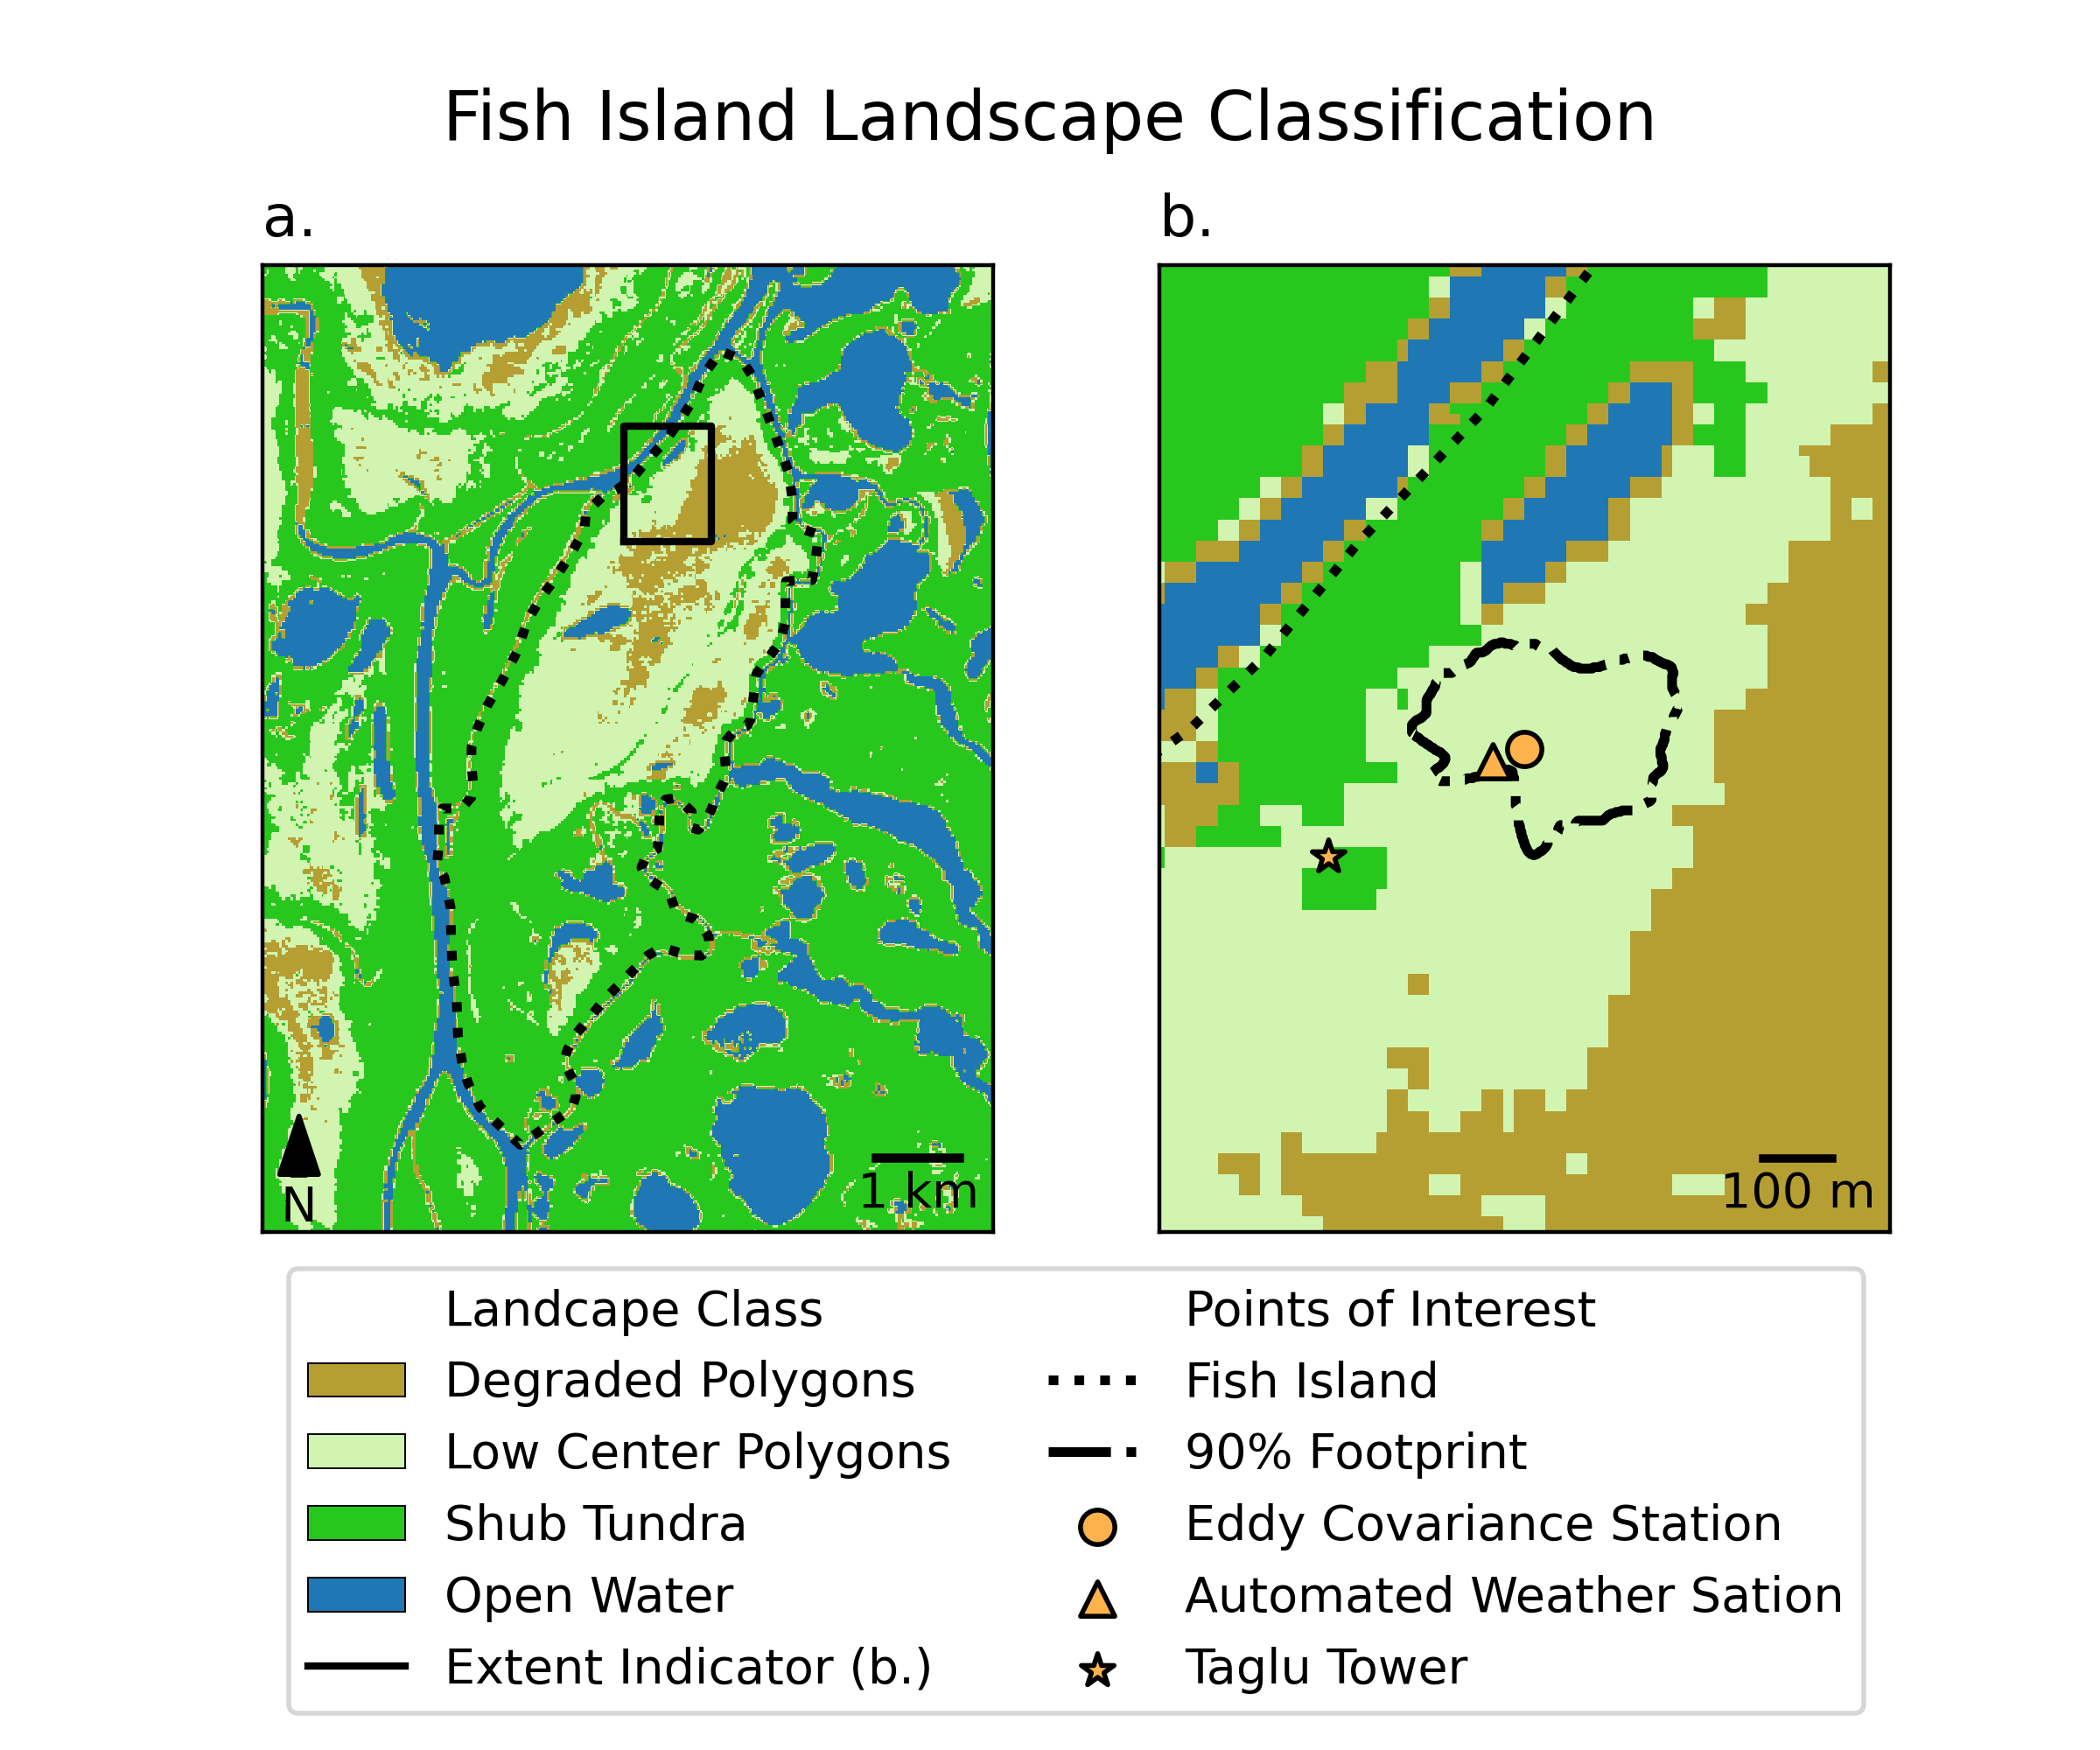 Fish Island Landscape Classification
a.
b.
N
1 km
100 m
Landcape Class
Degraded Polygons
Low Center Polygons
Shub Tundra
Open Water
Extent Indicator (b.)
Points of Interest
Fish Island
90% Footprint
Eddy Covariance Station
Automated Weather Sation
Taglu Tower